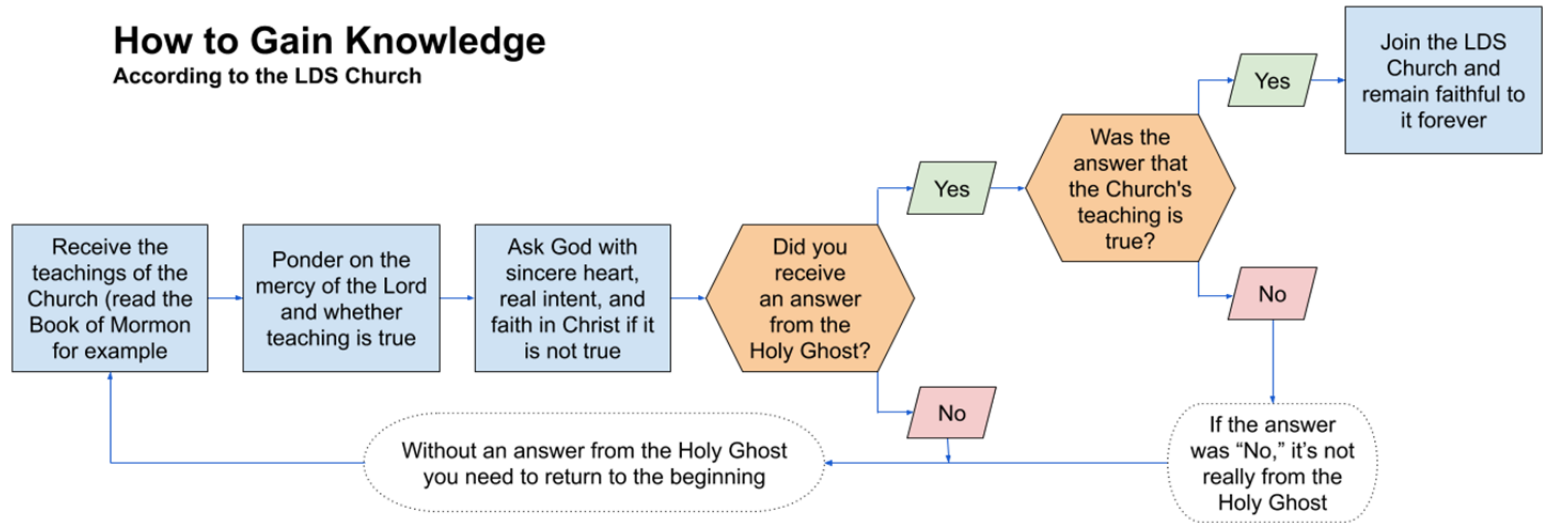 How to Gain Knowledge
According to the LDS Church
Receive the
teachings of the
Church (read the
Book of Mormon
for example
Ponder on the
mercy of the Lord
and whether
teaching is true
Ask God with
sincere heart,
real intent, and
faith in Christ if it
is not true
Did you
receive
an answer
from the
Holy Ghost?
Yes
No
Was the
answer that
the Church's
teaching is
true?
Yes
No
Join the LDS
Church and
remain faithful to
it forever
If the answer
was “No,” it’s not
really from the
Holy Ghost
Without an answer from the Holy Ghost
you need to return to the beginning